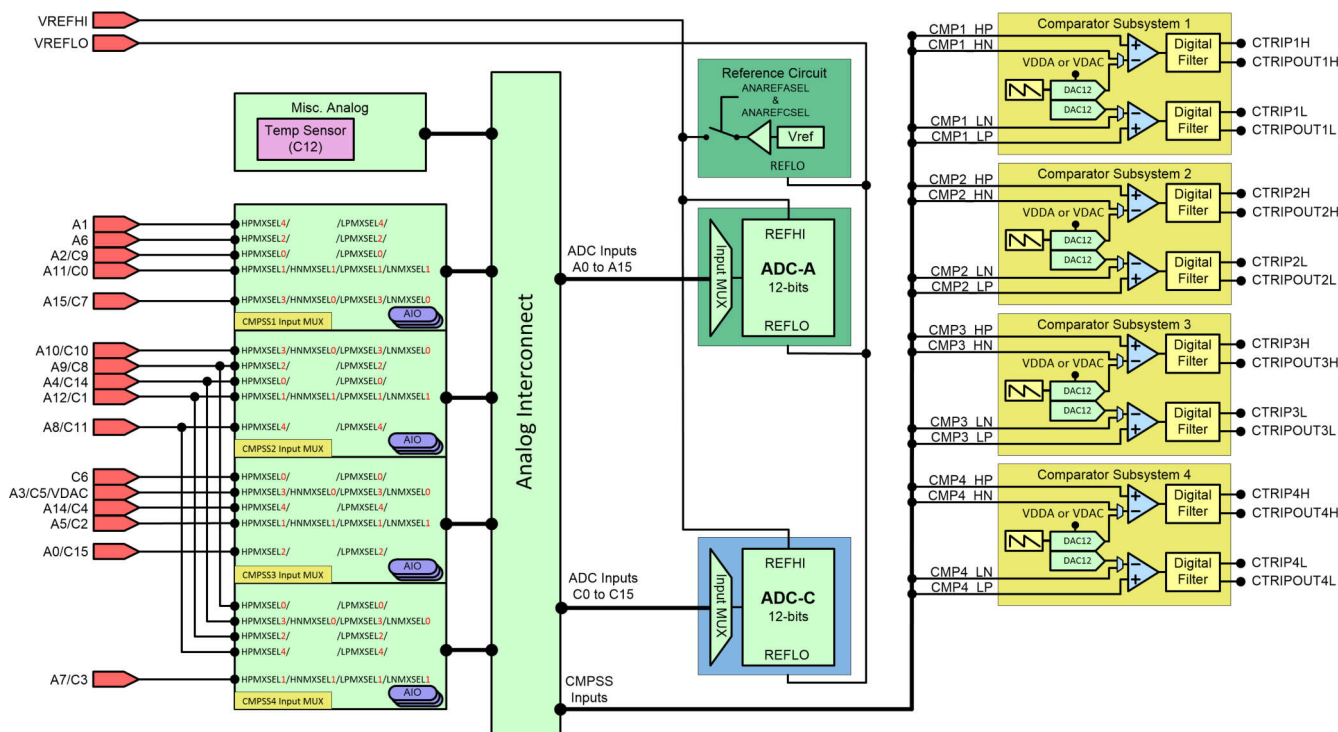 VREFHI
VREFLO
Misc. Analog
Temp Sensor
(C12)
A1
A6
A2/C9
A11/C0
A15/C7
HPMXSEL4/ /LPMXSEL4/
HPMXSEL2/ /LPMXSEL2/
HPMXSEL0/ /LPMXSEL0/
HPMXSEL1/HNMXSEL1/LPMXSEL1/LNMXSEL1
HPMXSEL3/HNMXSEL0/LPMXSEL3/LNMXSEL0
CMPSS1 Input MUX
AIO
A10/C10
A9/C8
A4/C14
A12/C1
A8/C11
HPMXSEL3/HNMXSEL0/LPMXSEL3/LNMXSEL0
HPMXSEL2/ /LPMXSEL2/
HPMXSEL0/ /LPMXSEL0/
HPMXSEL1/HNMXSEL1/LPMXSEL1/LNMXSEL1
HPMXSEL4/ /LPMXSEL4/
CMPSS2 Input MUX
AIO
C6
A3/C5/VDAC
A14/C4
A5/C2
A0/C15
HPMXSEL0/ /LPMXSEL0/
HPMXSEL3/HNMXSEL0/LPMXSEL3/LNMXSEL0
HPMXSEL4/ /LPMXSEL4/
HPMXSEL1/HNMXSEL1/LPMXSEL1/LNMXSEL1
HPMXSEL2/ /LPMXSEL2/
CMPSS3 Input MUX
AIO
HPMXSEL0/ /LPMXSEL0/
HPMXSEL3/HNMXSEL0/LPMXSEL3/LNMXSEL0
HPMXSEL2/ /LPMXSEL2/
HPMXSEL4/ /LPMXSEL4/
A7/C3
HPMXSEL1/HNMXSEL1/LPMXSEL1/LNMXSEL1
CMPSS4 Input MUX
AIO
Analog Interconnect
Reference Circuit
ANAREFASEL
&
ANAREFCSEL
Vref
REFLO
ADC Inputs
A0 to A15
Input MUX
REFHI
ADC-A
12-bits
REFLO
ADC Inputs
C0 to C15
Input MUX
REFHI
ADC-C
12-bits
REFLO
CMPSS
Inputs
Comparator Subsystem 1
CMP1_HP
CMP1_HN
VDDA or VDAC
DAC12
DAC12
CMP1_LN
CMP1_LP
Digital
Filter
Digital
Filter
CTRIP1H
CTRIPOUT1H
CTRIP1L
CTRIPOUT1L
Comparator Subsystem 2
CMP2_HP
CMP2_HN
VDDA or VDAC
DAC12
DAC12
CMP2_LN
CMP2_LP
Digital
Filter
Digital
Filter
CTRIP2H
CTRIPOUT2H
CTRIP2L
CTRIPOUT2L
Comparator Subsystem 3
CMP3_HP
CMP3_HN
VDDA or VDAC
DAC12
DAC12
CMP3_LN
CMP3_LP
Digital
Filter
Digital
Filter
CTRIP3H
CTRIPOUT3H
CTRIP3L
CTRIPOUT3L
Comparator Subsystem 4
CMP4_HP
CMP4_HN
VDDA or VDAC
DAC12
DAC12
CMP4_LN
CMP4_LP
Digital
Filter
Digital
Filter
CTRIP4H
CTRIPOUT4H
CTRIP4L
CTRIPOUT4L